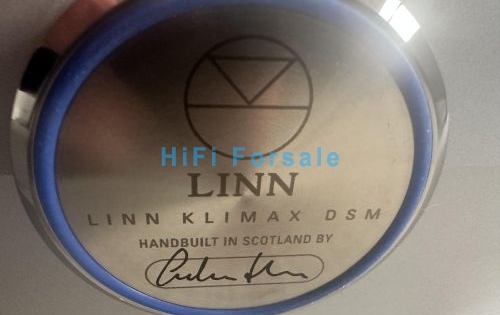 HiFi Forsale
LINN
LINN KLIMAX DSM
HANDBUILT IN SCOTLAND BY